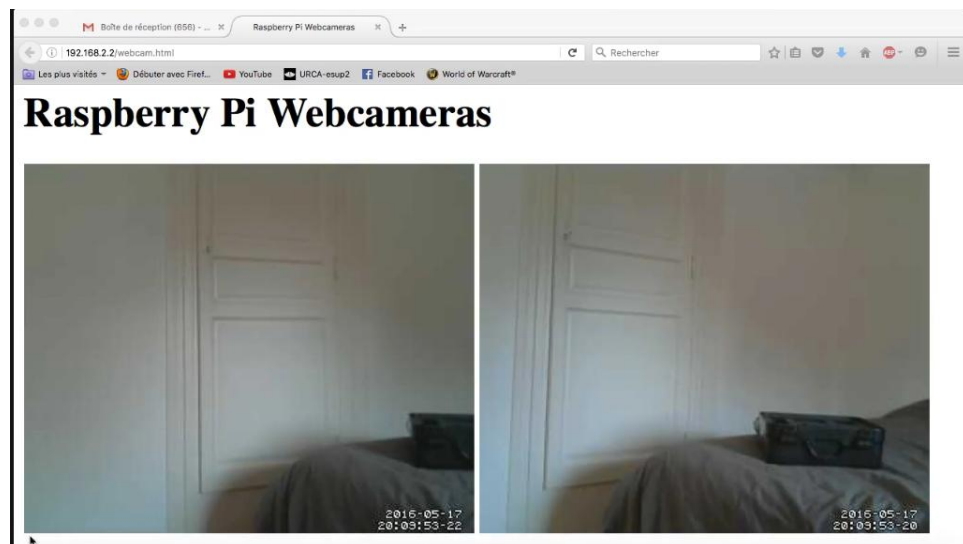 Boîte de réception (656) - ... ×
Raspberry Pi Webcameras ×
192.168.2.2/webcam.html
Rechercher
ABP
Les plus visités
Débuter avec Firef...
YouTube
URCA-esup2
Facebook
World of Warcraft®
Raspberry Pi Webcameras
2016-05-17
20:09:53-22
2016-05-17
20:09:53-20